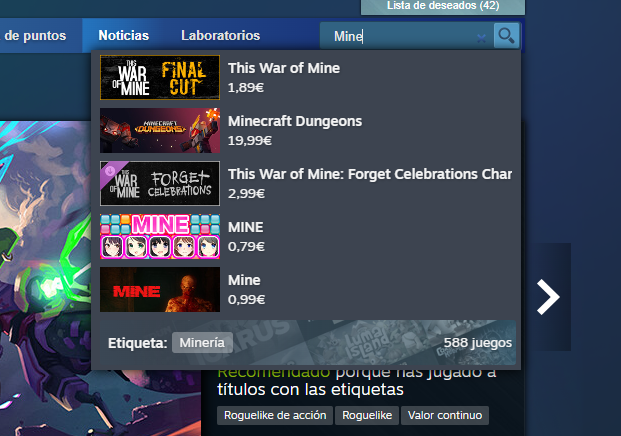 Lista de deseados (42)
de puntos Noticias Laboratorios Mine
THIS WAR OF MINE FINAL CUT
This War of Mine
1,89€
MINECRAFT DUNGEONS
Minecraft Dungeons
19,99€
THIS WAR OF MINE FORGET CELEBRATIONS
This War of Mine: Forget Celebrations Char
2,99€
MINE
MINE
0,79€
MINE
Mine
0,99€
Etiqueta: Minería 588 juegos
Recomendado porque has jugado a
títulos con las etiquetas
Roguelike de acción Roguelike Valor continuo